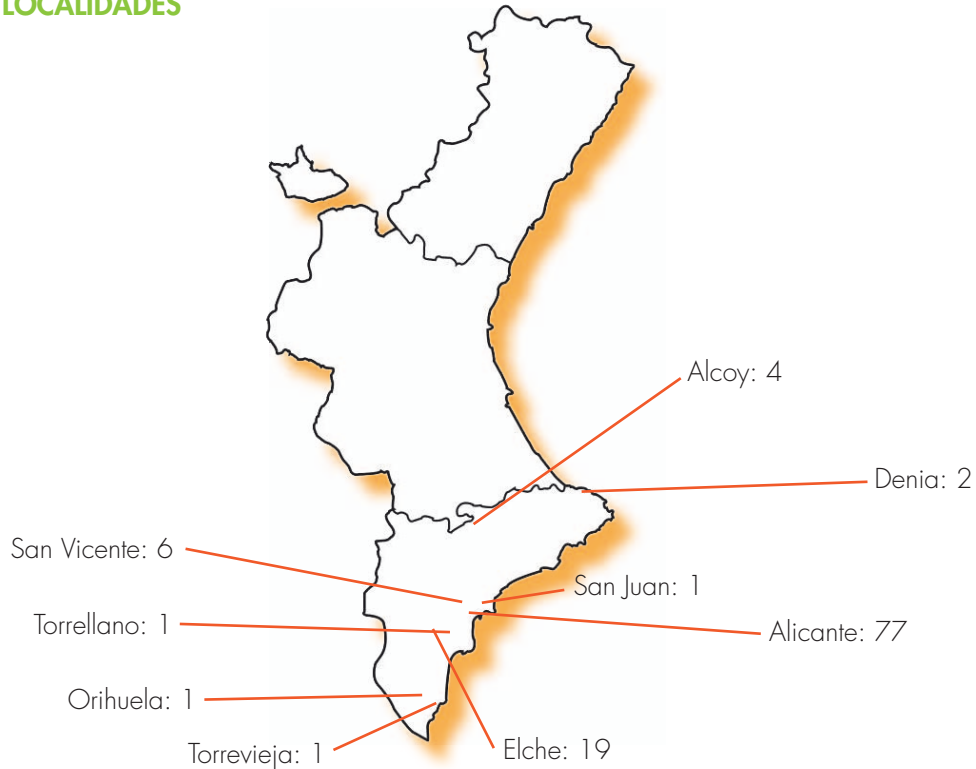 LOCALIDADES
Alcoy: 4
Denia: 2
San Vicente: 6
San Juan: 1
Torrellano: 1
Alicante: 77
Orihuela: 1
Torrevieja: 1
Elche: 19